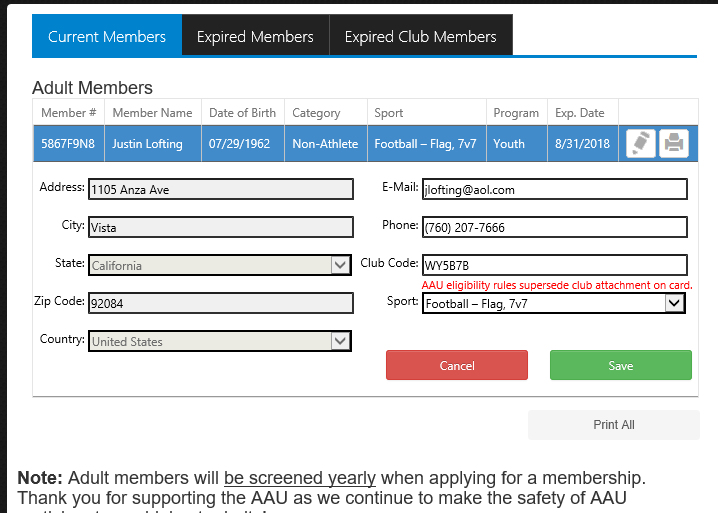 Current Members Expired Members Expired Club Members
Adult Members
Member # Member Name Date of Birth Category Sport Program Exp. Date
5867F9N8 Justin Lofting 07/29/1962 Non-Athlete Football – Flag, 7v7 Youth 8/31/2018
Address: 1105 Anza Ave E-Mail: jlofting@aol.com
City: Vista Phone: (760) 207-7666
State: California Club Code: WY5B7B
AAU eligibility rules supersede club attachment on card.
Zip Code: 92084 Sport: Football – Flag, 7v7
Country: United States
Cancel Save
Print All
Note: Adult members will be screened yearly when applying for a membership.
Thank you for supporting the AAU as we continue to make the safety of AAU